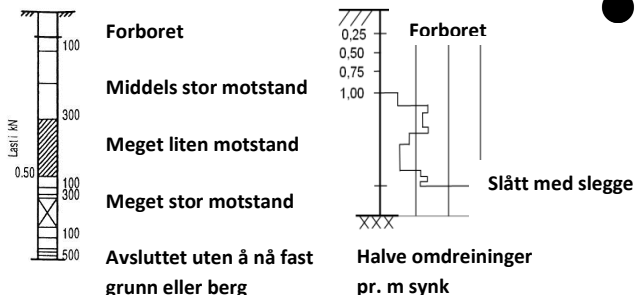 Forboret
100
Middels stor motstand
300
Last i kN
Meget liten motstand
0.50
100
300
Meget stor motstand
100
Avsluttet uten å nå fast
500
grunn eller berg
Forboret
0,25
0,50
0,75
1,00
Slått med slegge
XXX
Halve omdreininger
pr. m synk